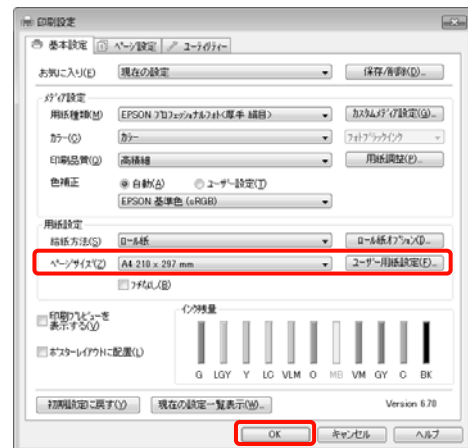 印刷設定
基本設定 ページ設定 ユーティリティー
お気に入り(E) 現在の設定 保存/削除(D)...
メディア設定
用紙種類(M) EPSON プロフェッショナルフォト<厚手 絹目> カスタムメディア設定(G)...
カラー(C) カラー フォトブラックインク
印刷品質(Q) 高精細 用紙調整(P)...
色補正 自動(A) ユーザー設定(T)
EPSON 基準色 (sRGB)
用紙設定
給紙方法(S) ロール紙 ロール紙オプション(I)...
ページサイズ(Z) A4 210 x 297 mm ユーザー用紙設定(F)...
フチなし(B)
印刷プレビューを
表示する(V)
インク残量
ポスターレイアウトに配置(L)
G LGY Y LC VLM O MB VM GY C BK
初期設定に戻す(Y) 現在の設定一覧表示(W)... Version 6.70
OK キャンセル ヘルプ